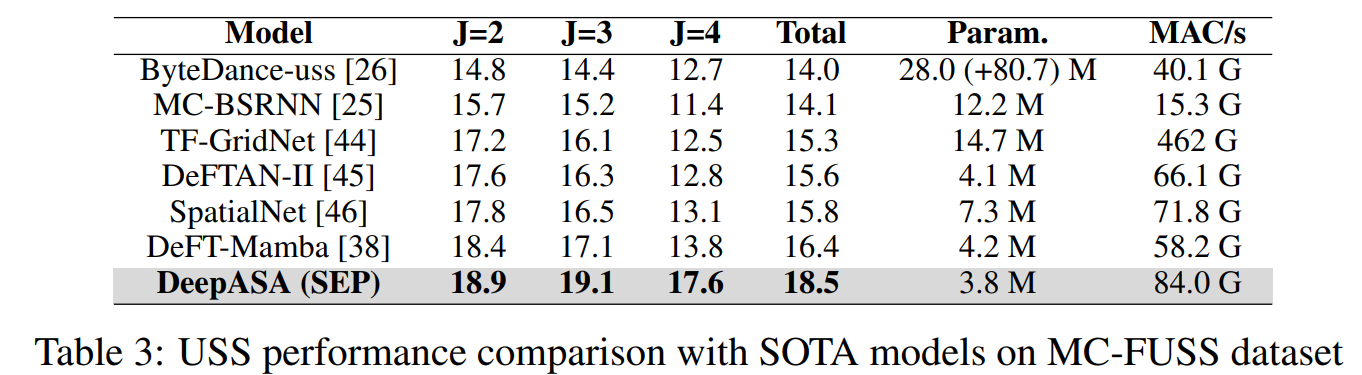 Model J=2 J=3 J=4 Total Param. MAC/s
ByteDance-uss [26] 14.8 14.4 12.7 14.0 28.0 (+80.7) M 40.1 G
MC-BSRNN [25] 15.7 15.2 11.4 14.1 12.2 M 15.3 G
TF-GridNet [44] 17.2 16.1 12.5 15.3 14.7 M 462 G
DeFTAN-II [45] 17.6 16.3 12.8 15.6 4.1 M 66.1 G
SpatialNet [46] 17.8 16.5 13.1 15.8 7.3 M 71.8 G
DeFT-Mamba [38] 18.4 17.1 13.8 16.4 4.2 M 58.2 G
DeepASA (SEP) 18.9 19.1 17.6 18.5 3.8 M 84.0 G
Table 3: USS performance comparison with SOTA models on MC-FUSS dataset